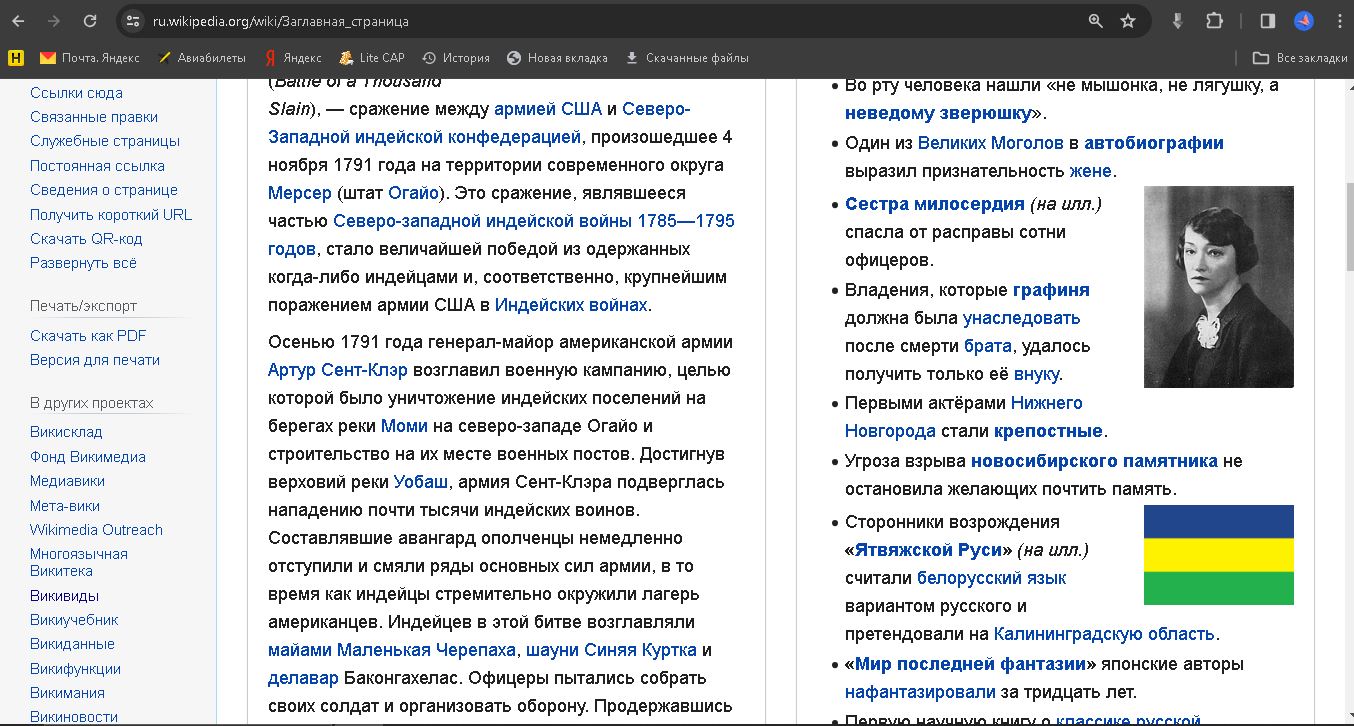 ru.wikipedia.org/wiki/Заглавная_страница
Почта. Яндекс
Авиабилеты
Яндекс
Lite CAP
История
Новая вкладка
Скачанные файлы
Все закладки
Ссылки сюда
Связанные правки
Служебные страницы
Постоянная ссылка
Сведения о странице
Получить короткий URL
Скачать QR-код
Развернуть всё
Печать/экспорт
Скачать как PDF
Версия для печати
В других проектах
Викисклад
Фонд Викимедиа
Медиавики
Мета-вики
Wikimedia Outreach
Многоязычная
Викитека
Викивиды
Викиучебник
Викиданные
Викифункции
Викимания
Викиновости
(Battle of a Thousand
Slain), — сражение между армией США и Северо-
Западной индейской конфедерацией, произошедшее 4
ноября 1791 года на территории современного округа
Мерсер (штат Огайо). Это сражение, являвшееся
частью Северо-западной индейской войны 1785—1795
годов, стало величайшей победой из одержанных
когда-либо индейцами и, соответственно, крупнейшим
поражением армии США в Индейских войнах.
Осенью 1791 года генерал-майор американской армии
Артур Сент-Клэр возглавил военную кампанию, целью
которой было уничтожение индейских поселений на
берегах реки Моми на северо-западе Огайо и
строительство на их месте военных постов. Достигнув
верховий реки Уобаш, армия Сент-Клэра подверглась
нападению почти тысячи индейских воинов.
Составлявшие авангард ополченцы немедленно
отступили и смяли ряды основных сил армии, в то
время как индейцы стремительно окружили лагерь
американцев. Индейцев в этой битве возглавляли
майами Маленькая Черепаха, шауни Синяя Куртка и
делавар Баконгахелас. Офицеры пытались собрать
своих солдат и организовать оборону. Продержавшись
Во рту человека нашли «не мышонка, не лягушку, а
неведому зверюшку».
Один из Великих Моголов в автобиографии
выразил признательность жене.
Сестра милосердия (на илл.)
спасла от расправы сотни
офицеров.
Владения, которые графиня
должна была унаследовать
после смерти брата, удалось
получить только её внуку.
Первыми актёрами Нижнего
Новгорода стали крепостные.
Угроза взрыва новосибирского памятника не
остановила желающих почтить память.
Сторонники возрождения
«Ятвяжской Руси» (на илл.)
считали белорусский язык
вариантом русского и
претендовали на Калининградскую область.
«Мир последней фантазии» японские авторы
нафантазировали за тридцать лет.
Первую научную книгу о классике русской